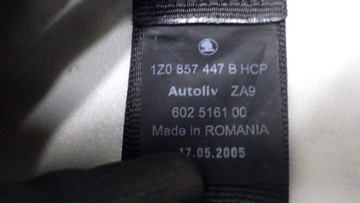 1Z0 857 447 B HCP
Autoliv ZA9
602 5161 00
Made in ROMANIA
17.05.2005